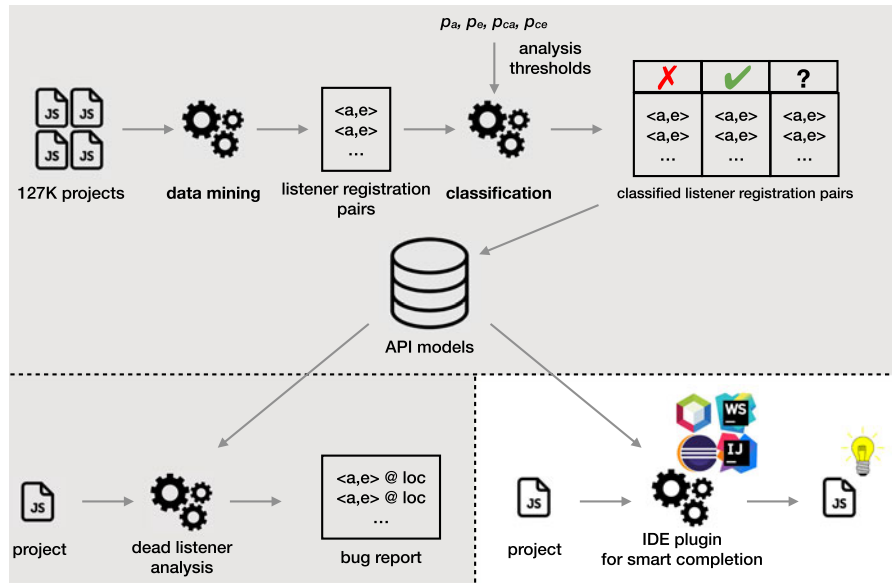 pa, pe, pca, pce
analysis
thresholds
JS JS
JS JS
127K projects
data mining
<a,e>
<a,e>
...
listener registration
pairs
classification
✗ ✔ ?
<a,e> <a,e> <a,e>
<a,e> <a,e> <a,e>
... ... ...
classified listener registration pairs
API models
JS
project
dead listener
analysis
<a,e> @ loc
<a,e> @ loc
...
bug report
WS
IJ
JS
project
IDE plugin
for smart completion
JS